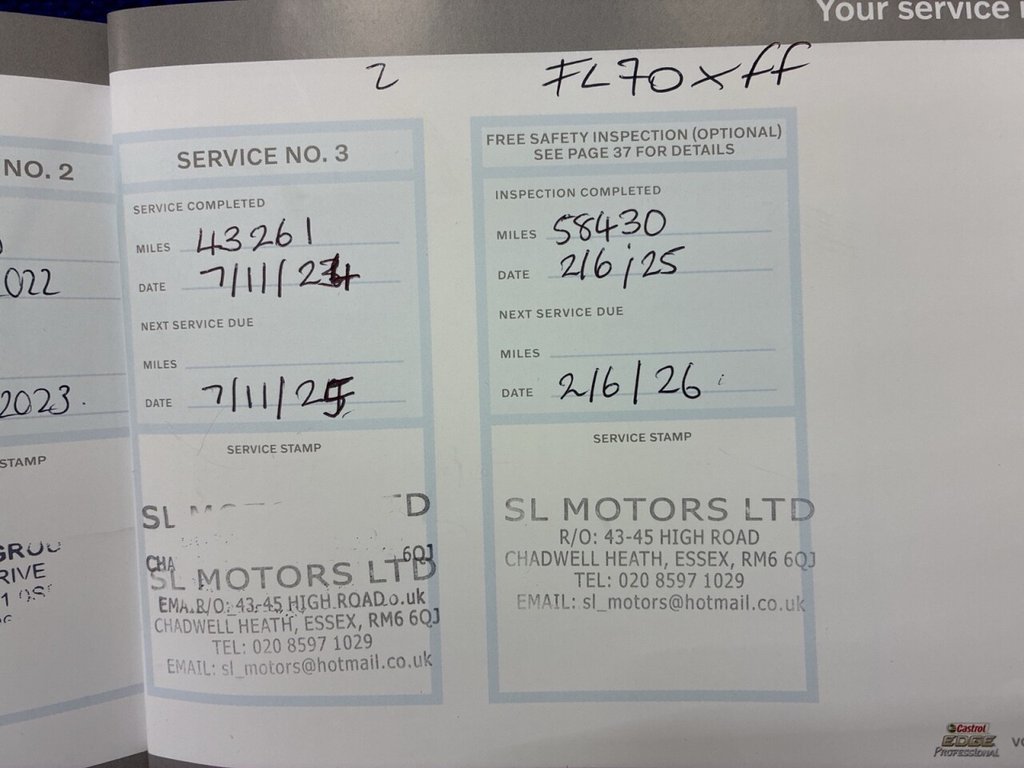 Your service
2 FL70XFF
NO. 2
2022
2023.
STAMP
RIVE
SERVICE NO. 3
SERVICE COMPLETED
MILES 43261
DATE 7/11/24
NEXT SERVICE DUE
MILES
DATE 7/11/25
SERVICE STAMP
SL
CHA 6QJ
SL MOTORS LTD
R/O: 43-45 HIGH ROAD
CHADWELL HEATH, ESSEX, RM6 6QJ
TEL: 020 8597 1029
EMAIL: sl_motors@hotmail.co.uk
FREE SAFETY INSPECTION (OPTIONAL)
SEE PAGE 37 FOR DETAILS
INSPECTION COMPLETED
MILES 58430
DATE 2/6/25
NEXT SERVICE DUE
MILES
DATE 2/6/26
SERVICE STAMP
SL MOTORS LTD
R/O: 43-45 HIGH ROAD
CHADWELL HEATH, ESSEX, RM6 6QJ
TEL: 020 8597 1029
EMAIL: sl_motors@hotmail.co.uk
Castrol
EDGE
PROFESSIONAL